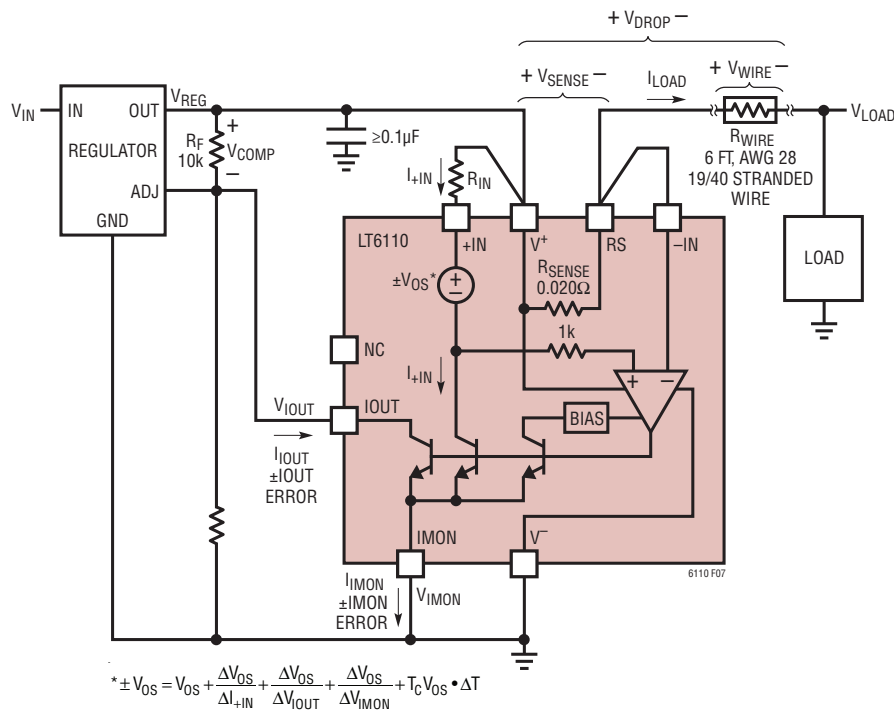 + VDROP –
+ VSENSE –
ILOAD
+ VWIRE –
VIN
IN
OUT
REGULATOR
ADJ
GND
VREG
RF
10k
+
VCOMP
–
≥0.1µF
I+IN
RIN
VLOAD
RWIRE
6 FT, AWG 28
19/40 STRANDED
WIRE
LOAD
LT6110
+IN
V+
RS
–IN
±VOS*
+
–
RSENSE
0.020Ω
1k
NC
I+IN
+
–
VIOUT
IOUT
BIAS
IIOUT
±IOUT
ERROR
IMON
V–
6110 F07
IIMON
±IMON
ERROR
VIMON
* ± VOS = VOS + ΔVOS/ΔI+IN + ΔVOS/ΔVIOUT + ΔVOS/ΔVIMON + TCVOS • ΔT